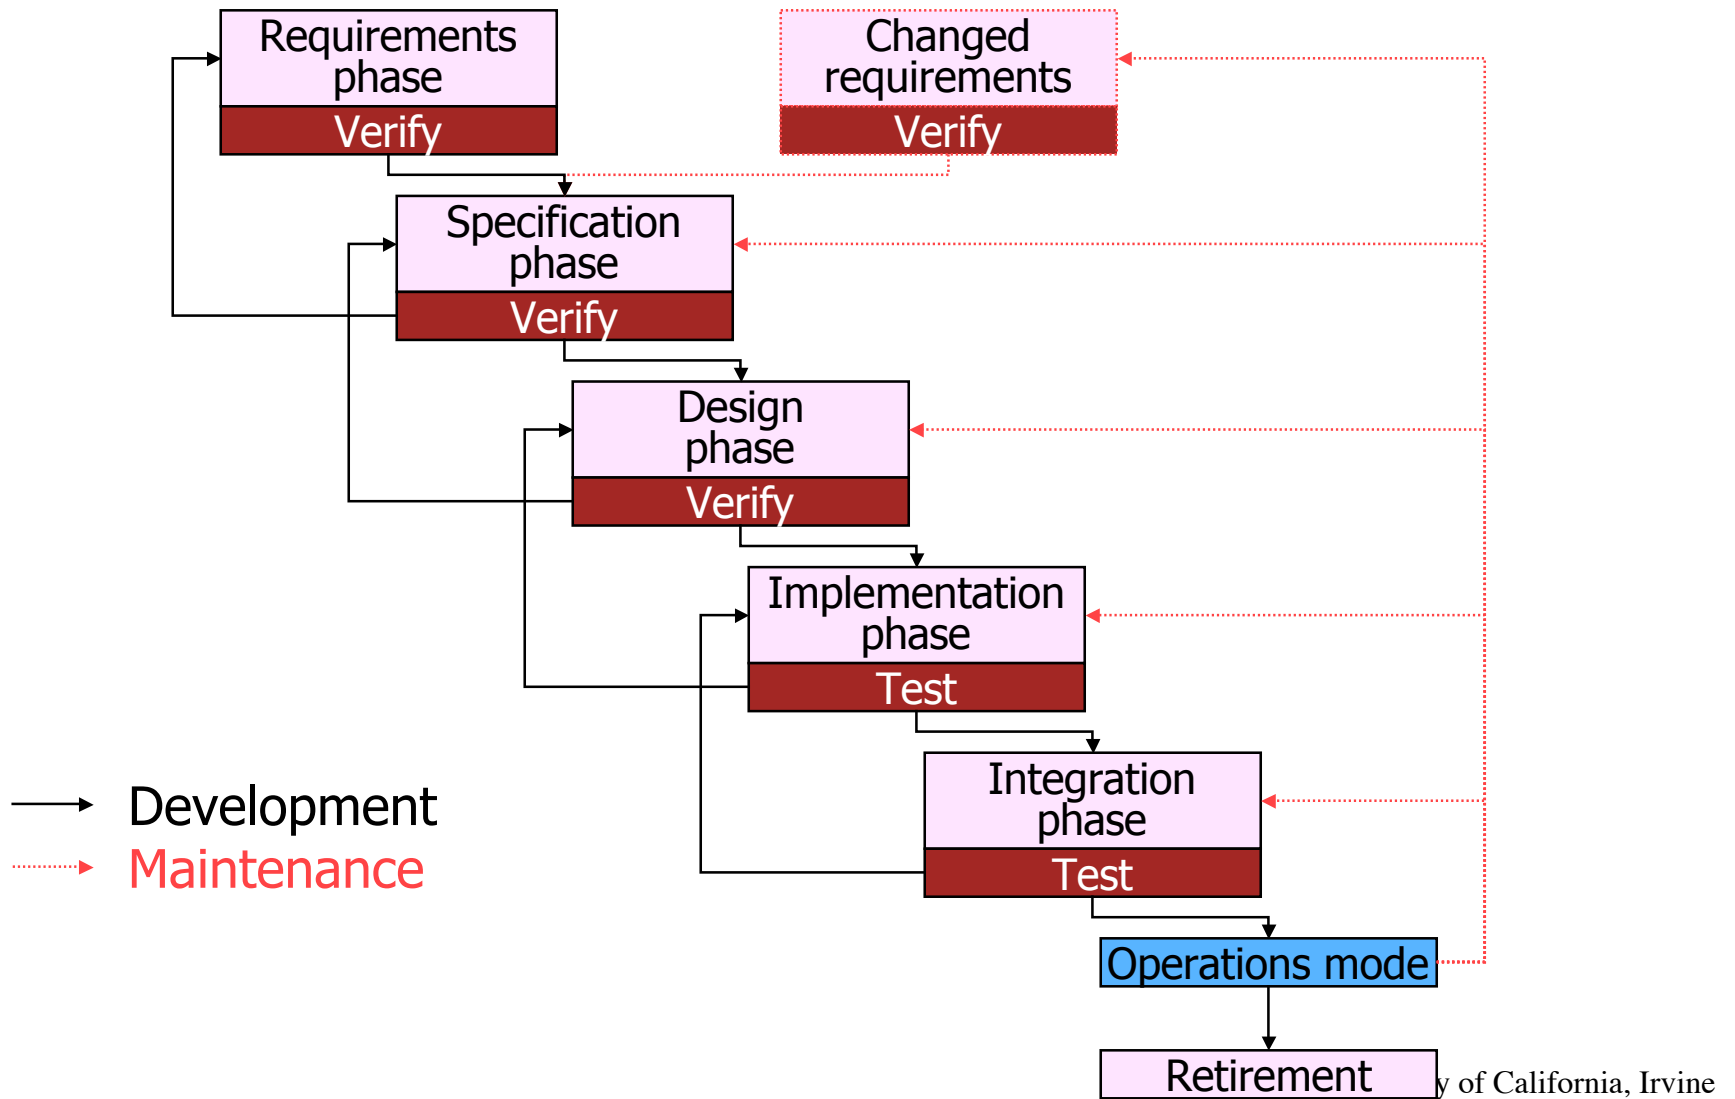 Requirements
phase
Verify
Changed
requirements
Verify
Specification
phase
Verify
Design
phase
Verify
Implementation
phase
Test
Integration
phase
Test
Development
Maintenance
Operations mode
Retirement
y of California, Irvine